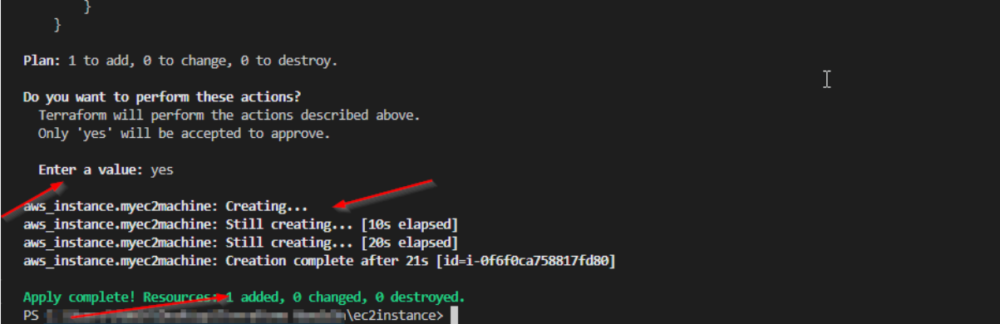 }
}
Plan: 1 to add, 0 to change, 0 to destroy.
Do you want to perform these actions?
Terraform will perform the actions described above.
Only 'yes' will be accepted to approve.
Enter a value: yes
aws_instance.myec2machine: Creating...
aws_instance.myec2machine: Still creating... [10s elapsed]
aws_instance.myec2machine: Still creating... [20s elapsed]
aws_instance.myec2machine: Creation complete after 21s [id=i-0f6f0ca758817fd80]
Apply complete! Resources: 1 added, 0 changed, 0 destroyed.
PS \ec2instance>